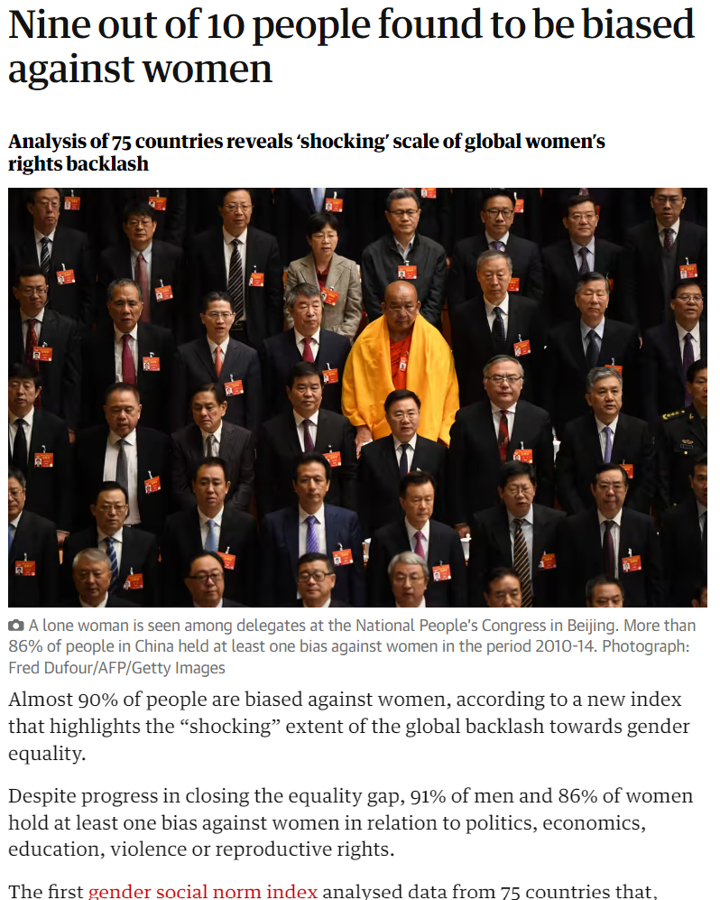 Nine out of 10 people found to be biased
against women
Analysis of 75 countries reveals ‘shocking’ scale of global women’s
rights backlash
A lone woman is seen among delegates at the National People’s Congress in Beijing. More than
86% of people in China held at least one bias against women in the period 2010-14. Photograph:
Fred Dufour/AFP/Getty Images
Almost 90% of people are biased against women, according to a new index
that highlights the “shocking” extent of the global backlash towards gender
equality.
Despite progress in closing the equality gap, 91% of men and 86% of women
hold at least one bias against women in relation to politics, economics,
education, violence or reproductive rights.
The first gender social norm index analysed data from 75 countries that,